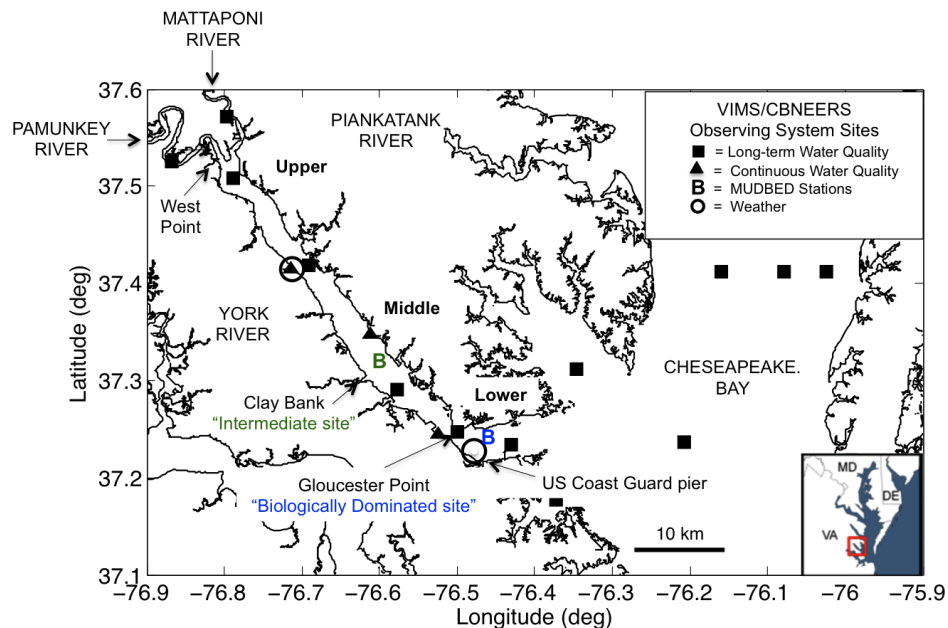 MATTAPONI
RIVER
PAMUNKEY
RIVER
PIANKATANK
RIVER
VIMS/CBNEERS
Observing System Sites
= Long-term Water Quality
= Continuous Water Quality
B = MUDBED Stations
= Weather
Upper
West
Point
YORK
RIVER
Middle
B
CHESEAPEAKE.
BAY
Clay Bank
“Intermediate site”
Lower
B
Gloucester Point
“Biologically Dominated site”
US Coast Guard pier
10 km
MD
DE
VA
37.6
37.5
37.4
37.3
37.2
37.1
Latitude (deg)
−76.9 −76.8 −76.7 −76.6 −76.5 −76.4 −76.3 −76.2 −76.1 −76 −75.9
Longitude (deg)